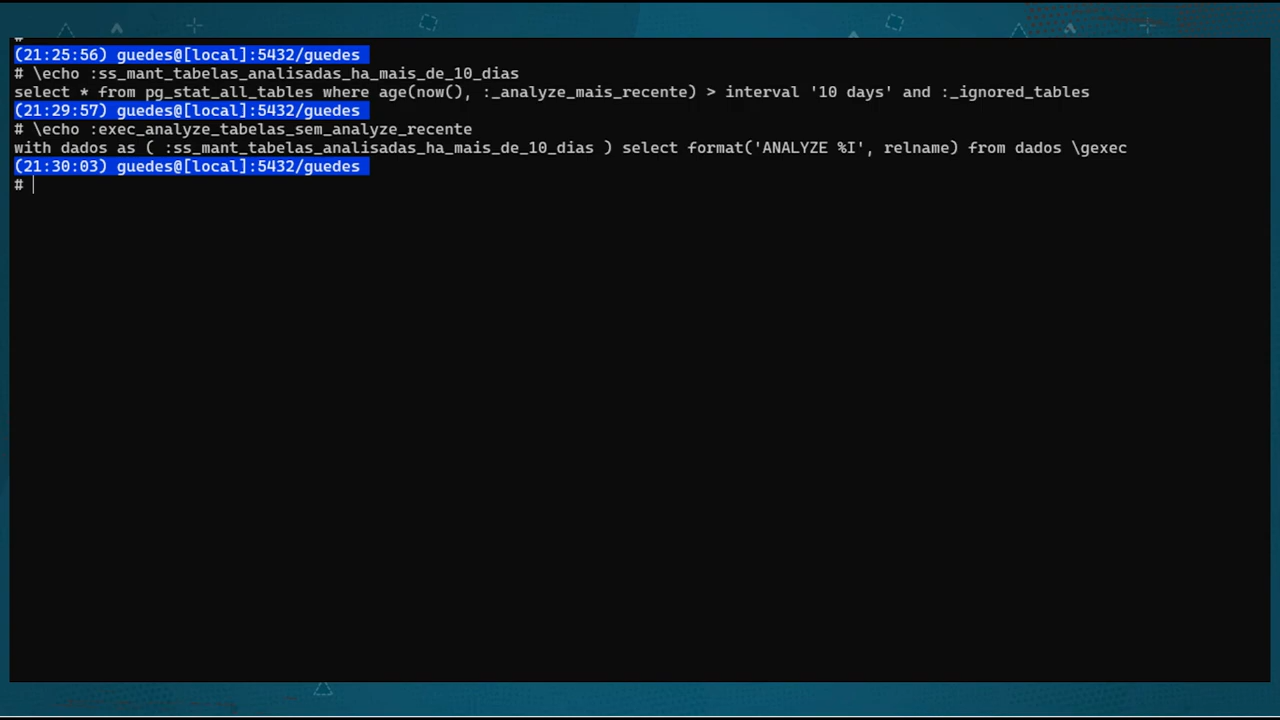 #
(21:25:56) guedes@[local]:5432/guedes
# \echo :ss_mant_tabelas_analisadas_ha_mais_de_10_dias
select * from pg_stat_all_tables where age(now(), :_analyze_mais_recente) > interval '10 days' and :_ignored_tables
(21:29:57) guedes@[local]:5432/guedes
# \echo :exec_analyze_tabelas_sem_analyze_recente
with dados as ( :ss_mant_tabelas_analisadas_ha_mais_de_10_dias ) select format('ANALYZE %I', relname) from dados \gexec
(21:30:03) guedes@[local]:5432/guedes
#